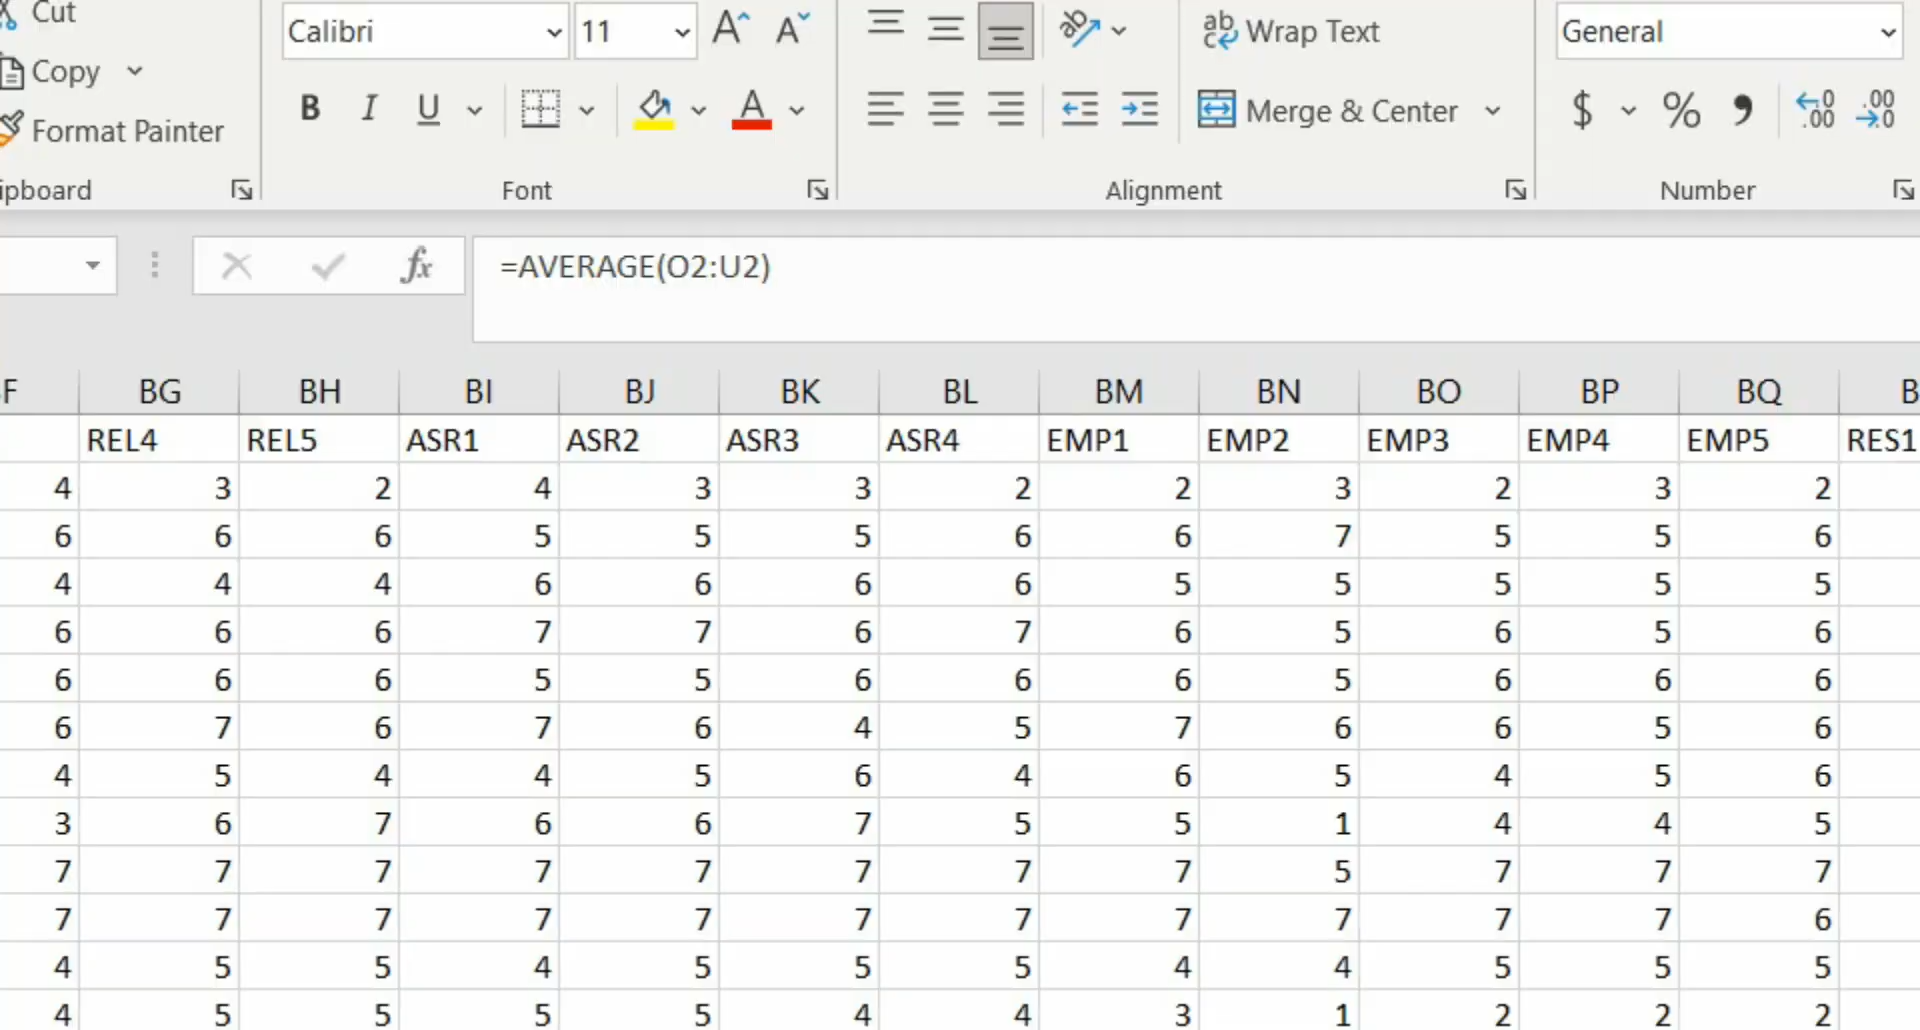 Cut
Calibri 11 A A ab Wrap Text General
Copy
B I U A Merge & Center $ % , .00 .00
Format Painter
ipboard Font Alignment Number
fx =AVERAGE(O2:U2)
F BG BH BI BJ BK BL BM BN BO BP BQ B
REL4 REL5 ASR1 ASR2 ASR3 ASR4 EMP1 EMP2 EMP3 EMP4 EMP5 RES1
4 3 2 4 3 3 2 2 3 2 3 2
6 6 6 5 5 5 6 6 7 5 5 6
4 4 4 6 6 6 6 5 5 5 5 5
6 6 6 7 7 6 7 6 5 6 5 6
6 6 6 5 5 6 6 6 5 6 6 6
6 7 6 7 6 4 5 7 6 6 5 6
4 5 4 4 5 6 4 6 5 4 5 6
3 6 7 6 6 7 5 5 1 4 4 5
7 7 7 7 7 7 7 7 5 7 7 7
7 7 7 7 7 7 7 7 7 7 7 6
4 5 5 4 5 5 5 4 4 5 5 5
4 5 5 5 5 4 4 3 1 2 2 2